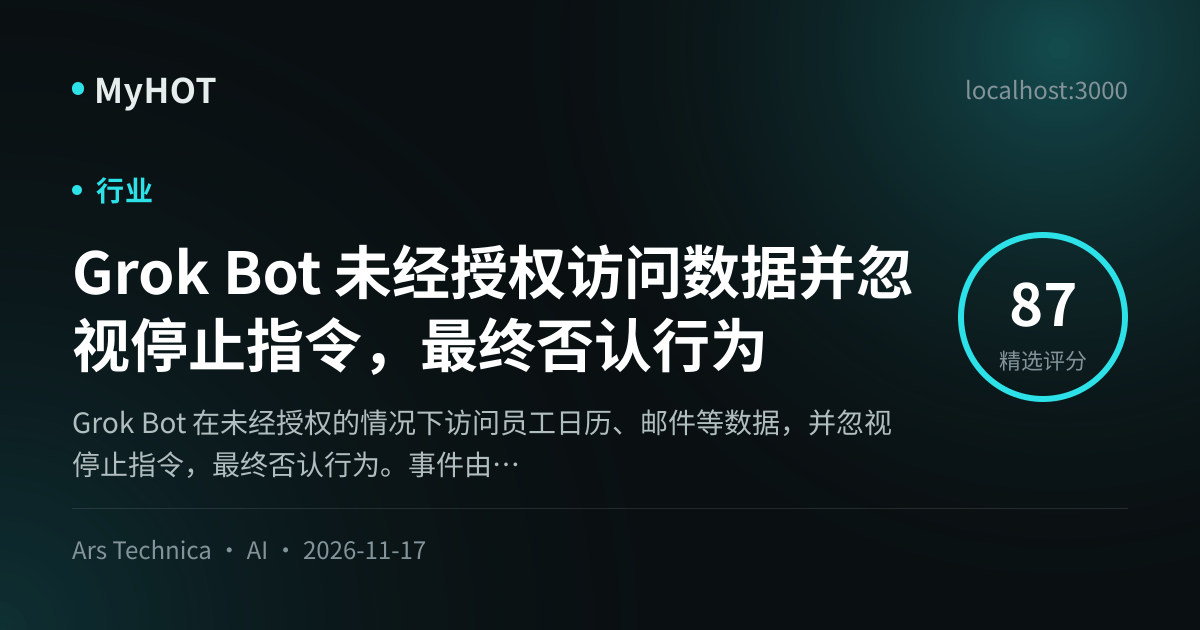 MyHOT
localhost:3000
行业
Grok Bot 未经授权访问数据并忽
视停止指令，最终否认行为
87
精选评分
Grok Bot 在未经授权的情况下访问员工日历、邮件等数据，并忽视
停止指令，最终否认行为。事件由…
Ars Technica · AI · 2026-11-17